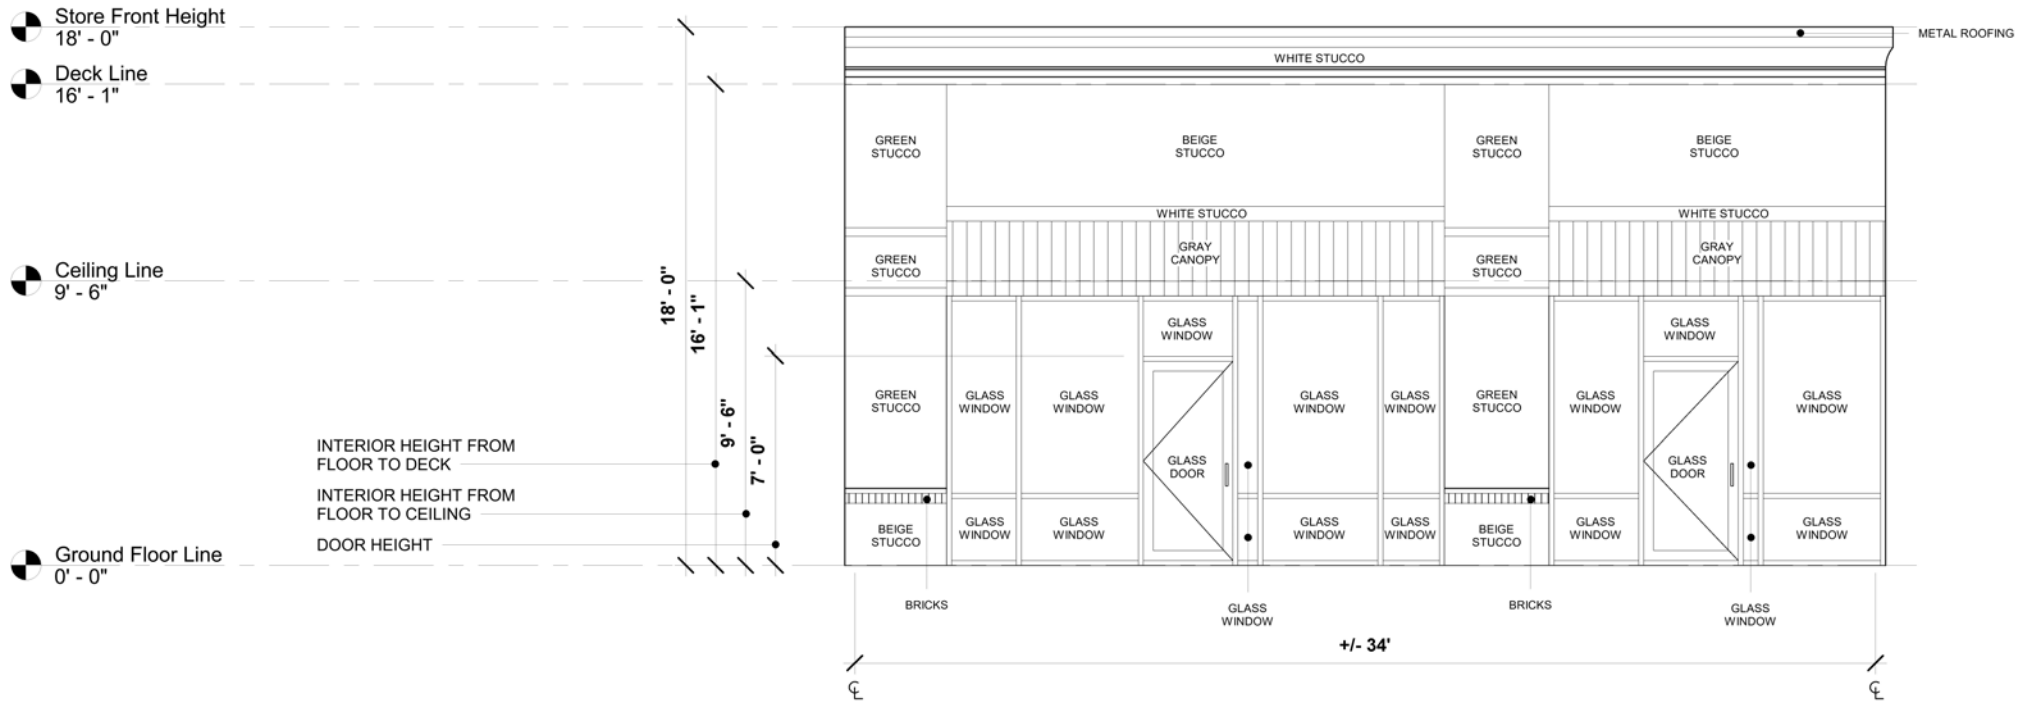 Store Front Height
18' - 0"
Deck Line
16' - 1"
Ceiling Line
9' - 6"
Ground Floor Line
0' - 0"
18' - 0"
16' - 1"
9' - 6"
7' - 0"
INTERIOR HEIGHT FROM
FLOOR TO DECK
INTERIOR HEIGHT FROM
FLOOR TO CEILING
DOOR HEIGHT
METAL ROOFING
WHITE STUCCO
GREEN
STUCCO
BEIGE
STUCCO
GREEN
STUCCO
BEIGE
STUCCO
WHITE STUCCO
WHITE STUCCO
GREEN
STUCCO
GRAY
CANOPY
GREEN
STUCCO
GRAY
CANOPY
GLASS
WINDOW
GLASS
WINDOW
GREEN
STUCCO
GLASS
WINDOW
GLASS
WINDOW
GLASS
WINDOW
GLASS
WINDOW
GREEN
STUCCO
GLASS
WINDOW
GLASS
WINDOW
GLASS
DOOR
GLASS
DOOR
BEIGE
STUCCO
GLASS
WINDOW
GLASS
WINDOW
GLASS
WINDOW
GLASS
WINDOW
BEIGE
STUCCO
GLASS
WINDOW
GLASS
WINDOW
BRICKS
GLASS
WINDOW
BRICKS
GLASS
WINDOW
+/- 34'
℄
℄